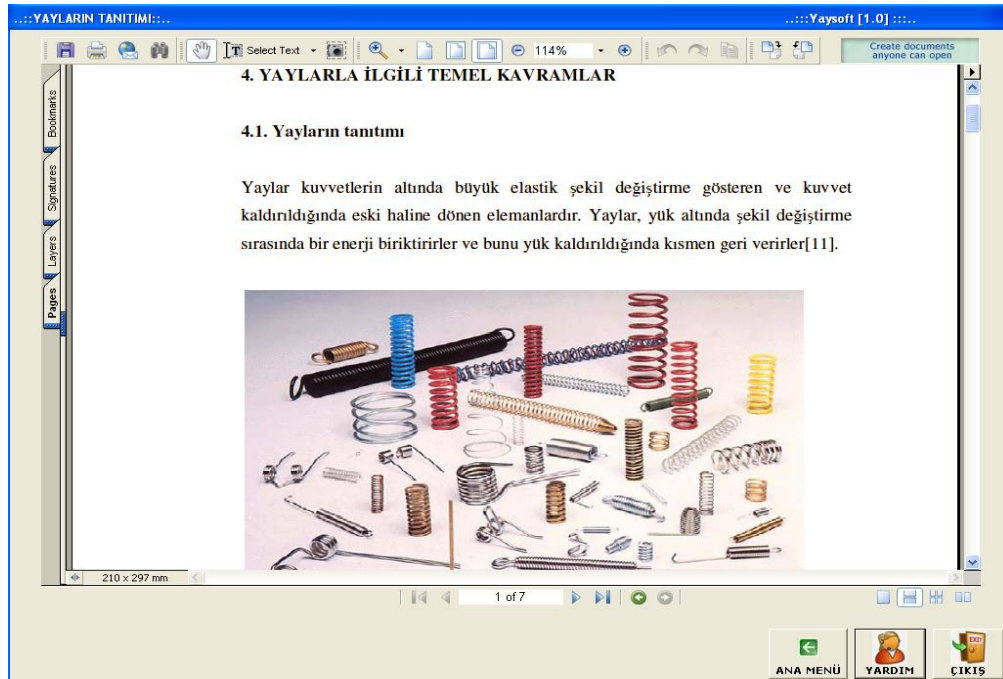 ..::YAYLARIN TANITIMI::..
..:::Yaysoft [1.0] :::..
Select Text
114%
Create documents
anyone can open
Bookmarks
Signatures
Layers
Pages
4. YAYLARLA İLGİLİ TEMEL KAVRAMLAR
4.1. Yayların tanıtımı
Yaylar kuvvetlerin altında büyük elastik şekil değiştirme gösteren ve kuvvet
kaldırıldığında eski haline dönen elemanlardır. Yaylar, yük altında şekil değiştirme
sırasında bir enerji biriktirirler ve bunu yük kaldırıldığında kısmen geri verirler[11].
210 x 297 mm
1 of 7
ANA MENÜ
YARDIM
EXIT
ÇIKIŞ